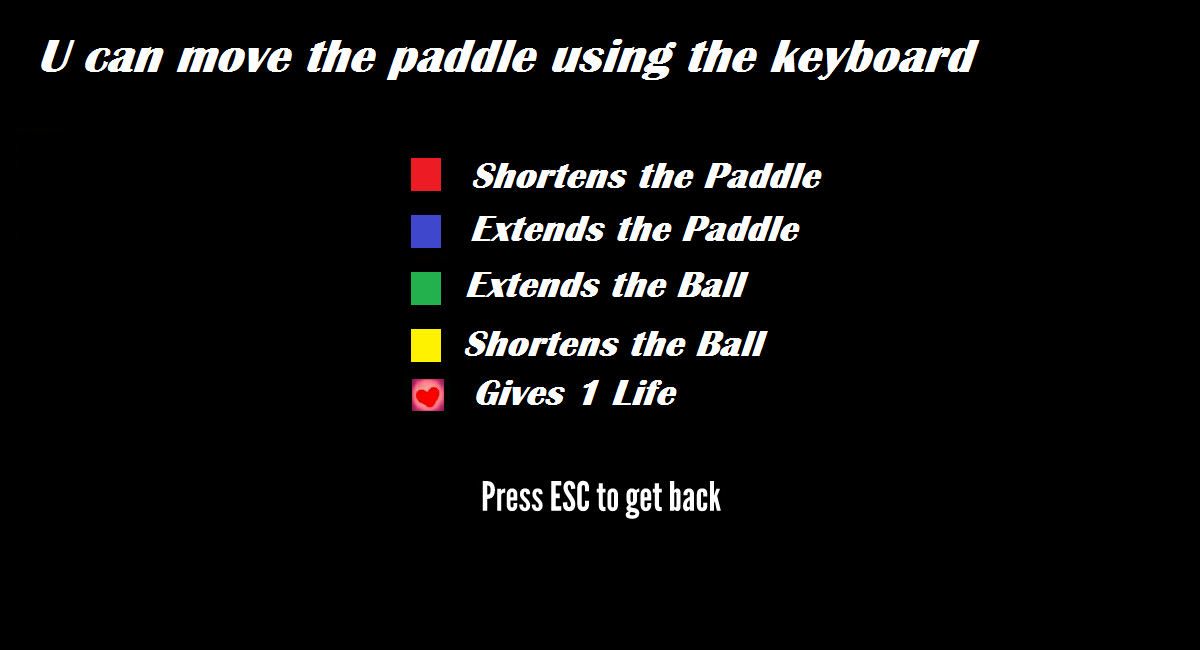 U can move the paddle using the keyboard
Shortens the Paddle
Extends the Paddle
Extends the Ball
Shortens the Ball
Gives 1 Life
Press ESC to get back